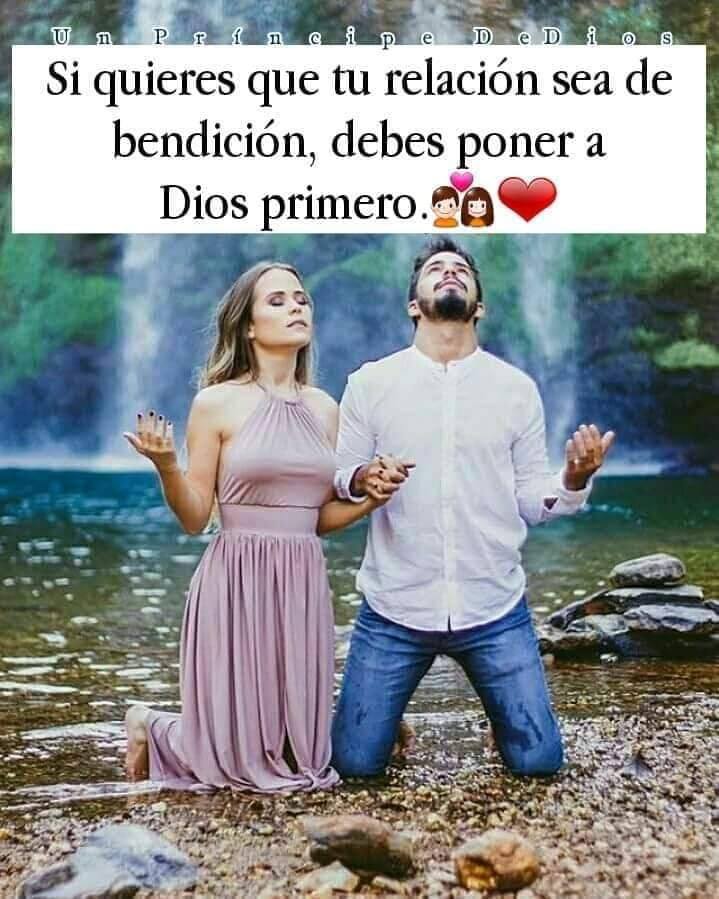 Un Príncipe DeDios
Si quieres que tu relación sea de
bendición, debes poner a
Dios primero.💑❤